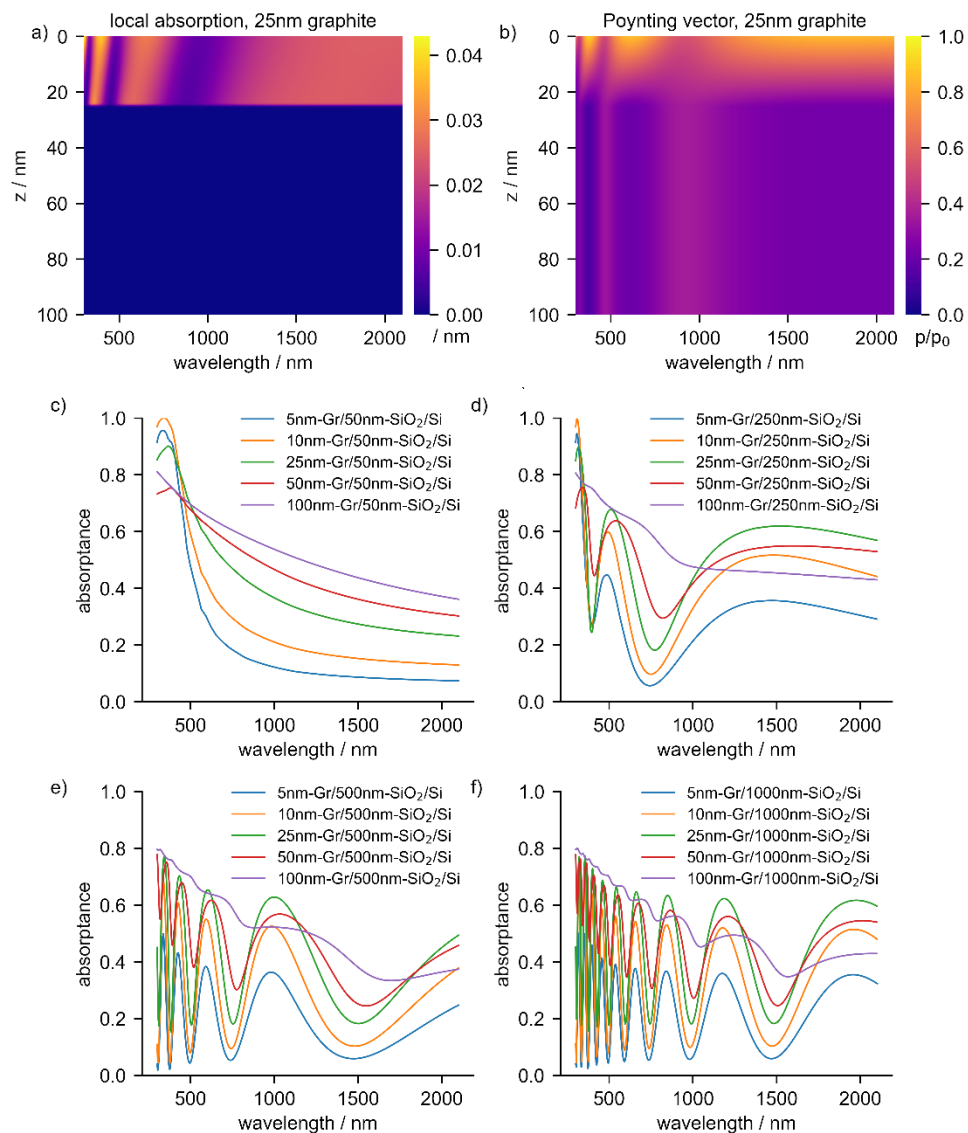 a) local absorption, 25nm graphite
0
20
40
60
80
100
z / nm
500 1000 1500 2000
wavelength / nm
0.04
0.03
0.02
0.01
0.00
/ nm
b) Poynting vector, 25nm graphite
0
20
40
60
80
100
z / nm
500 1000 1500 2000
wavelength / nm
1.0
0.8
0.6
0.4
0.2
0.0
p/p₀
c)
1.0
0.8
0.6
0.4
0.2
0.0
absorptance
5nm-Gr/50nm-SiO₂/Si
10nm-Gr/50nm-SiO₂/Si
25nm-Gr/50nm-SiO₂/Si
50nm-Gr/50nm-SiO₂/Si
100nm-Gr/50nm-SiO₂/Si
500 1000 1500 2000
wavelength / nm
d)
1.0
0.8
0.6
0.4
0.2
0.0
absorptance
5nm-Gr/250nm-SiO₂/Si
10nm-Gr/250nm-SiO₂/Si
25nm-Gr/250nm-SiO₂/Si
50nm-Gr/250nm-SiO₂/Si
100nm-Gr/250nm-SiO₂/Si
500 1000 1500 2000
wavelength / nm
e)
1.0
0.8
0.6
0.4
0.2
0.0
absorptance
5nm-Gr/500nm-SiO₂/Si
10nm-Gr/500nm-SiO₂/Si
25nm-Gr/500nm-SiO₂/Si
50nm-Gr/500nm-SiO₂/Si
100nm-Gr/500nm-SiO₂/Si
500 1000 1500 2000
wavelength / nm
f)
1.0
0.8
0.6
0.4
0.2
0.0
absorptance
5nm-Gr/1000nm-SiO₂/Si
10nm-Gr/1000nm-SiO₂/Si
25nm-Gr/1000nm-SiO₂/Si
50nm-Gr/1000nm-SiO₂/Si
100nm-Gr/1000nm-SiO₂/Si
500 1000 1500 2000
wavelength / nm